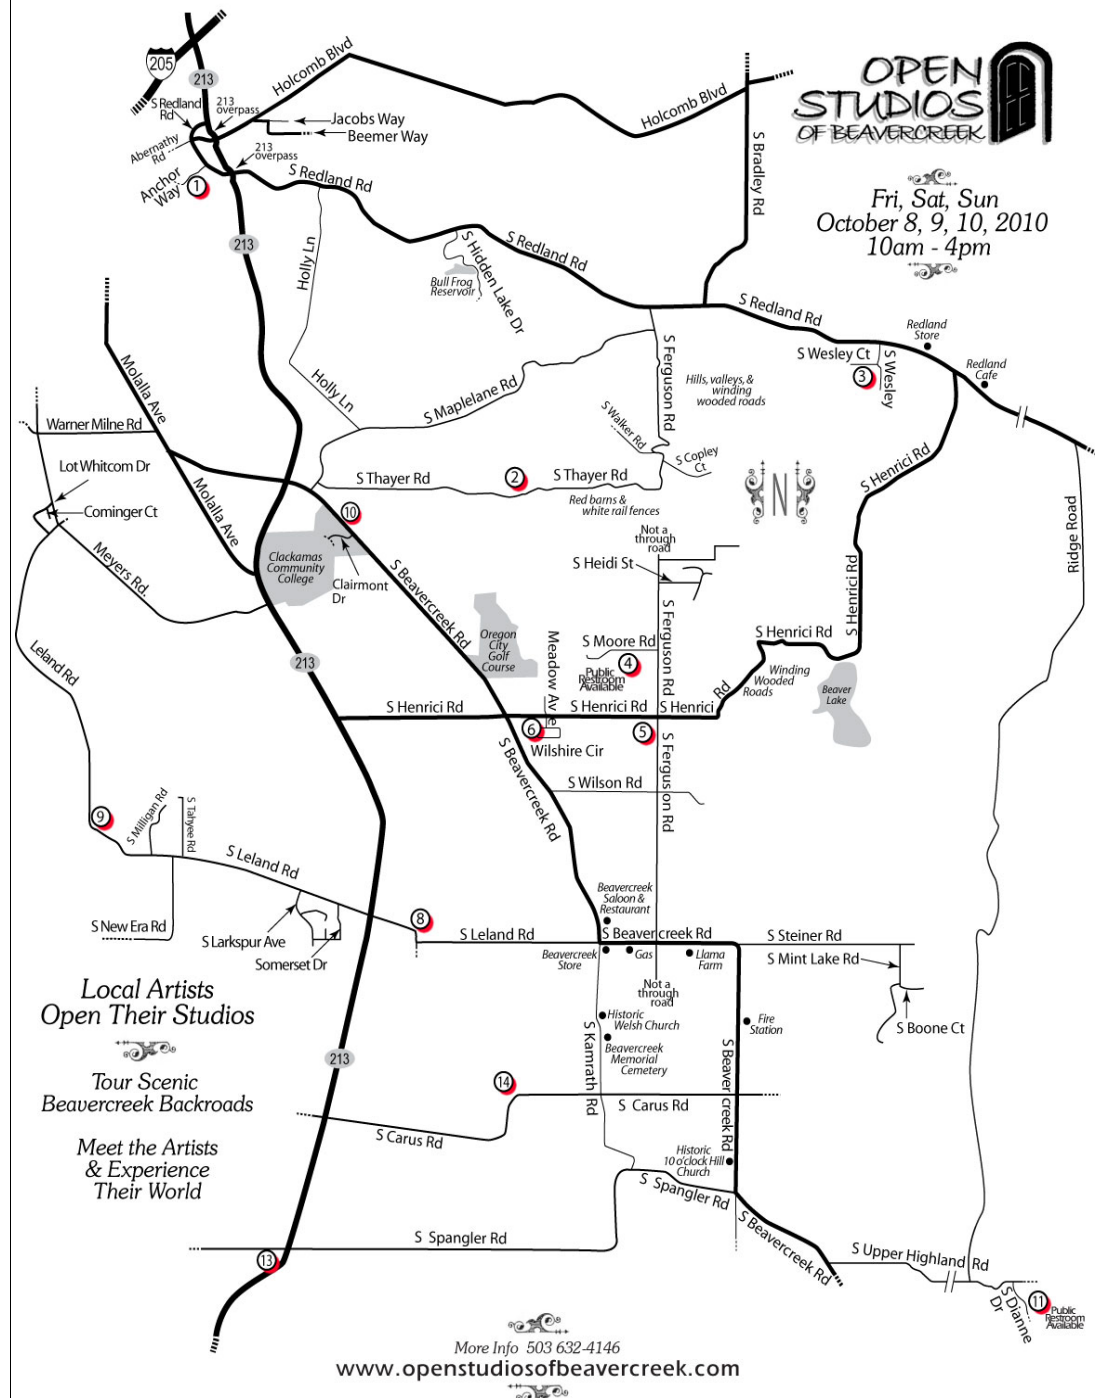 205
213
S Redland
Rd
213
overpass
Holcomb Blvd
Holcomb Blvd
Jacobs Way
Beemer Way
Abernathy
Rd
213
overpass
Anchor
Way
1
S Redland Rd
S Bradley Rd
OPEN
STUDIOS
OF BEAVERCREEK
Fri, Sat, Sun
October 8, 9, 10, 2010
10am - 4pm
213
Holly Ln
S Hidden Lake Dr
Bull Frog
Reservoir
S Redland Rd
S Redland Rd
Redland
Store
S Wesley Ct
S Wesley
3
Redland
Cafe
Molalla Ave
Holly Ln
S Maplelane Rd
S Ferguson Rd
Hills, valleys, &
winding
wooded roads
S Walker Rd
S Copley
Ct
Warner Milne Rd
Lot Whitcom Dr
Cominger Ct
Molalla Ave
S Thayer Rd
2
S Thayer Rd
Red barns &
white rail fences
N
S Henrici Rd
Ridge Road
10
Clackamas
Community
College
Clairmont
Dr
Meyers Rd.
S Beavercreek Rd
Not a
through
road
S Heidi St
S Ferguson Rd
S Henrici Rd
Leland Rd
213
Oregon
City
Golf
Course
Meadow Ave
S Moore Rd
4
Public
Restroom
Available
S Henrici Rd
Winding
Wooded
Roads
Beaver
Lake
S Henrici Rd
S Henrici Rd
S Henrici
Rd
6
Wilshire Cir
5
S Beavercreek Rd
S Ferguson Rd
S Wilson Rd
9
S Milligan Rd
S Tahyee Rd
S Leland Rd
S New Era Rd
S Larkspur Ave
Somerset Dr
8
S Leland Rd
Beavercreek
Saloon &
Restaurant
S Beavercreek Rd
S Steiner Rd
Beavercreek
Store
Gas
Llama
Farm
S Mint Lake Rd
Not a
through
road
S Boone Ct
Local Artists
Open Their Studios
Historic
Welsh Church
Fire
Station
Beavercreek
Memorial
Cemetery
S Kamrath Rd
S Beavercreek Rd
213
Tour Scenic
Beavercreek Backroads
14
S Carus Rd
S Carus Rd
Meet the Artists
& Experience
Their World
Historic
10 o'clock Hill
Church
S Spangler Rd
S Spangler Rd
S Beavercreek Rd
13
S Upper Highland Rd
S Dianne
Dr
11
Public
Restroom
Available
More Info 503 632-4146
www.openstudiosofbeavercreek.com